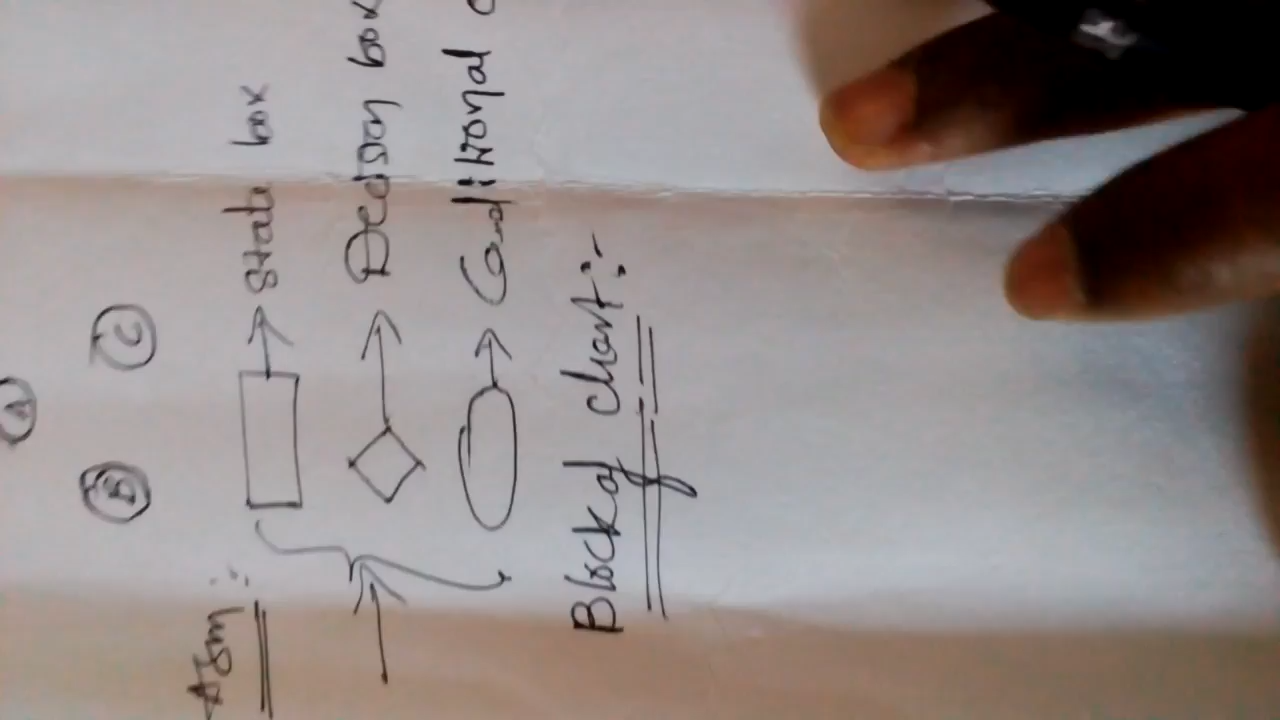 A
B C
ASM :-
State box
Decision box
Conditional
Block of chart :-